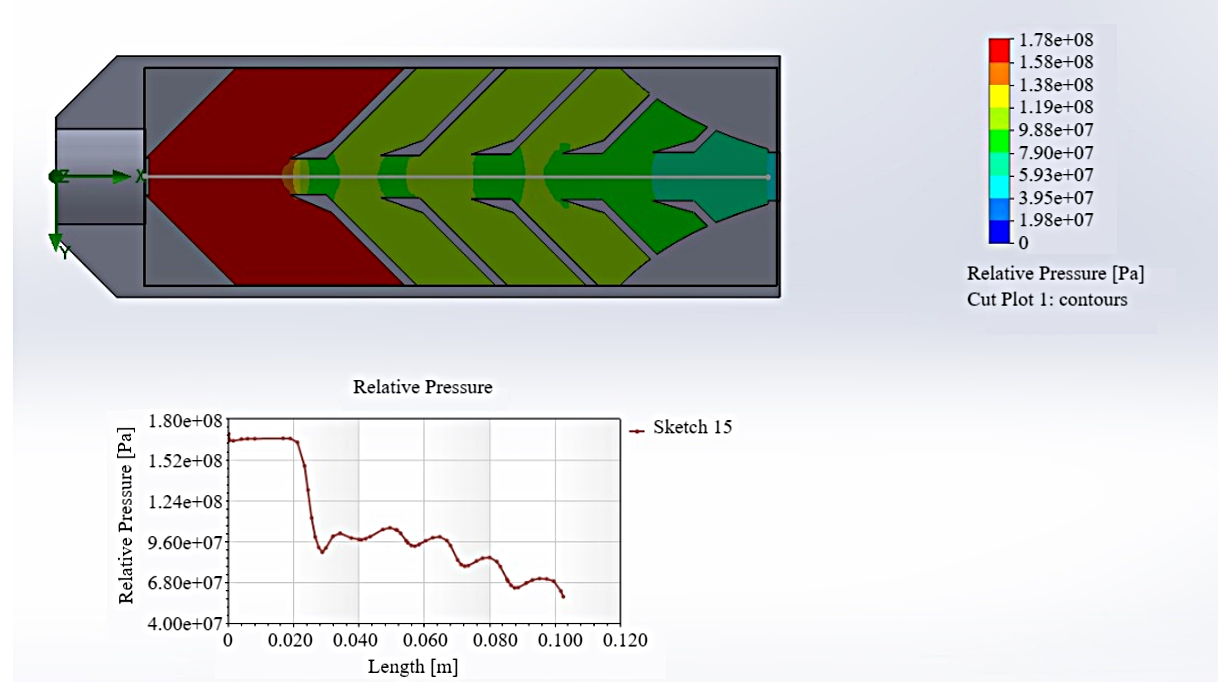 Z
X
Y
1.78e+08
1.58e+08
1.38e+08
1.19e+08
9.88e+07
7.90e+07
5.93e+07
3.95e+07
1.98e+07
0
Relative Pressure [Pa]
Cut Plot 1: contours
Relative Pressure
1.80e+08
1.52e+08
1.24e+08
9.60e+07
6.80e+07
4.00e+07
Relative Pressure [Pa]
0 0.020 0.040 0.060 0.080 0.100 0.120
Length [m]
Sketch 15